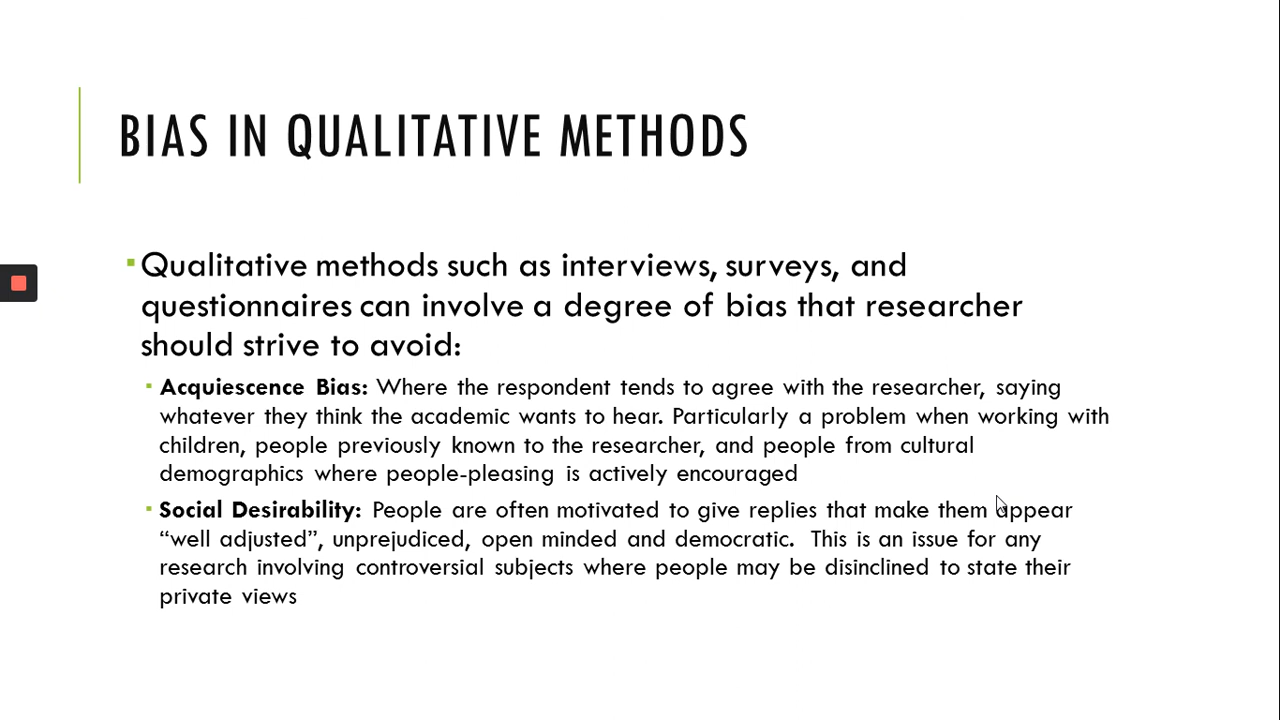 BIAS IN QUALITATIVE METHODS
Qualitative methods such as interviews, surveys, and
questionnaires can involve a degree of bias that researcher
should strive to avoid:
Acquiescence Bias: Where the respondent tends to agree with the researcher, saying
whatever they think the academic wants to hear. Particularly a problem when working with
children, people previously known to the researcher, and people from cultural
demographics where people-pleasing is actively encouraged
Social Desirability: People are often motivated to give replies that make them appear
“well adjusted”, unprejudiced, open minded and democratic.  This is an issue for any
research involving controversial subjects where people may be disinclined to state their
private views